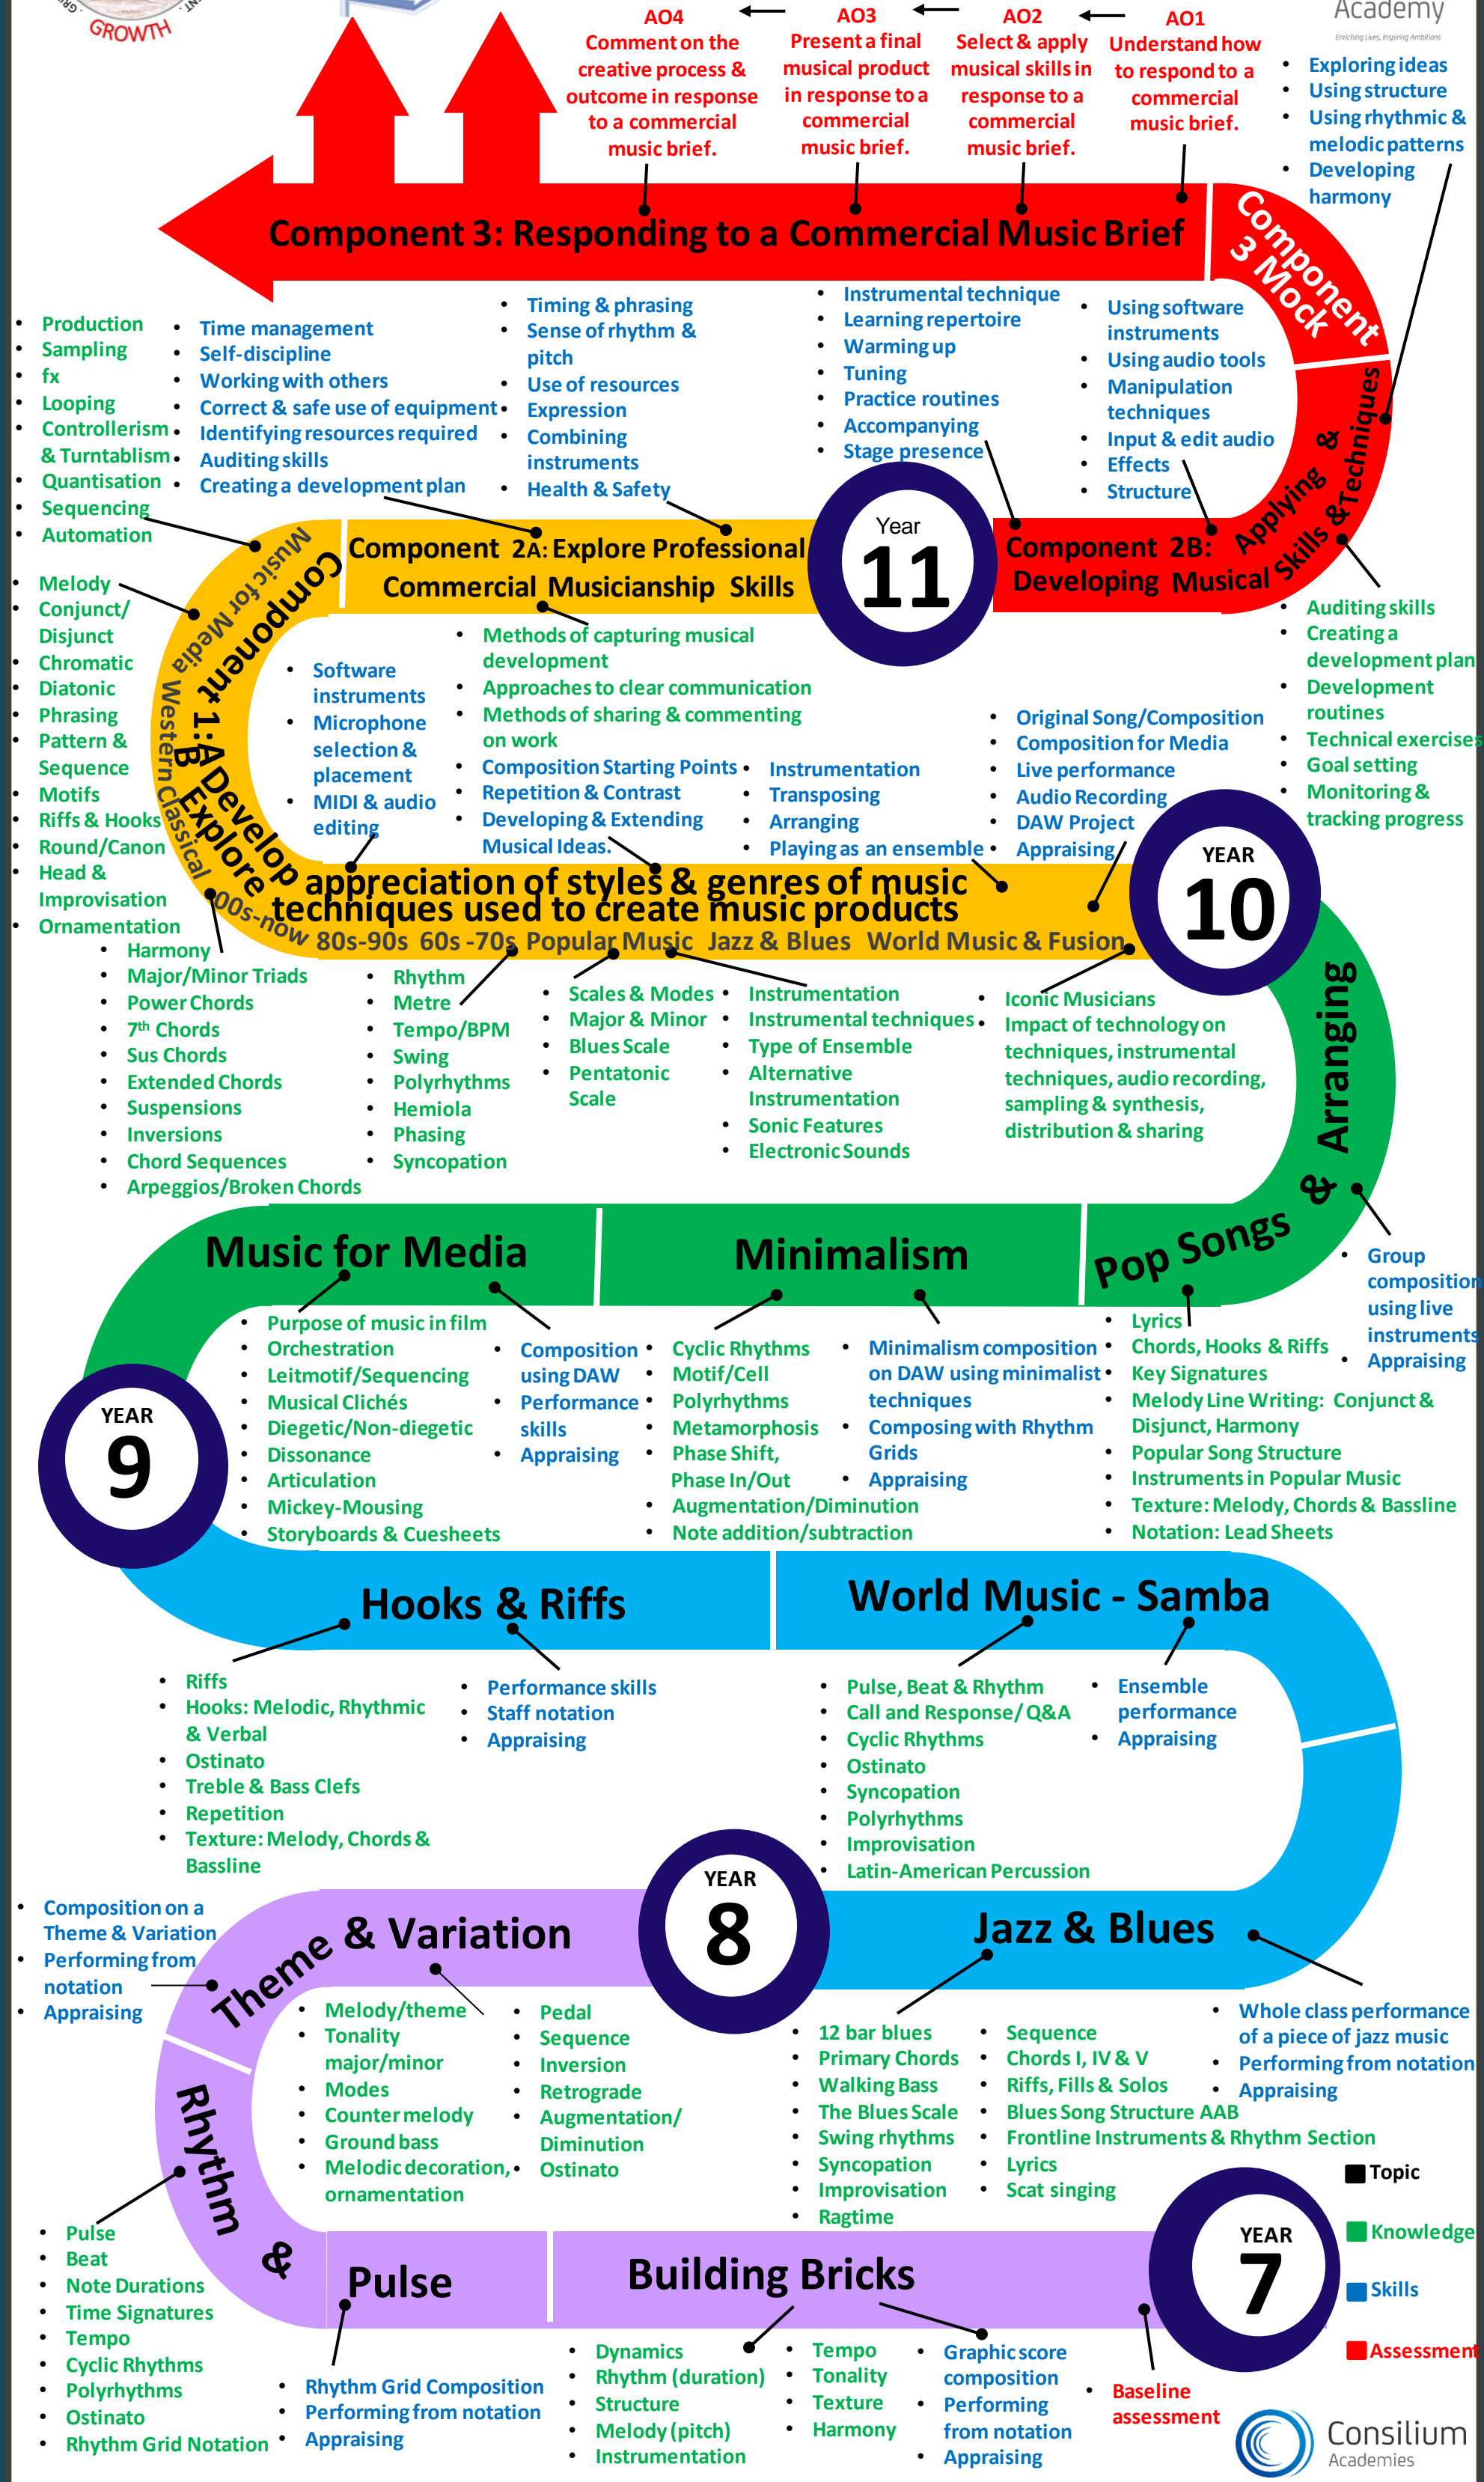 GROWTH
Academy
Enriching Lives, Inspiring Ambitions
AO4
Comment on the
creative process &
outcome in response
to a commercial
music brief.
AO3
Present a final
musical product
in response to a
commercial
music brief.
AO2
Select & apply
musical skills in
response to a
commercial
music brief.
AO1
Understand how
to respond to a
commercial
music brief.
• Exploring ideas
• Using structure
• Using rhythmic &
melodic patterns
• Developing
harmony
Component 3: Responding to a Commercial Music Brief
Component
3 Mock
• Production
• Sampling
• fx
• Looping
• Controllerism
& Turntablism
• Quantisation
• Sequencing
• Automation
• Time management
• Self-discipline
• Working with others
• Correct & safe use of equipment
• Identifying resources required
• Auditing skills
• Creating a development plan
• Timing & phrasing
• Sense of rhythm &
pitch
• Use of resources
• Expression
• Combining
instruments
• Health & Safety
• Instrumental technique
• Learning repertoire
• Warming up
• Tuning
• Practice routines
• Accompanying
• Stage presence
• Using software
instruments
• Using audio tools
• Manipulation
techniques
• Input & edit audio
• Effects
• Structure
Applying &
Skills & Techniques
Component 2A: Explore Professional
Commercial Musicianship Skills
Year
11
Component 2B:
Developing Musical
• Melody
• Conjunct/
Disjunct
• Chromatic
• Diatonic
• Phrasing
• Pattern &
Sequence
• Motifs
• Riffs & Hooks
• Round/Canon
• Head &
Improvisation
• Ornamentation
Music for Media
Western Classical
00s-now
Component 1:
A Develop
B Explore
• Software
instruments
• Microphone
selection &
placement
• MIDI & audio
editing
• Methods of capturing musical
development
• Approaches to clear communication
• Methods of sharing & commenting
on work
• Composition Starting Points
• Repetition & Contrast
• Developing & Extending
Musical Ideas.
• Instrumentation
• Transposing
• Arranging
• Playing as an ensemble
• Original Song/Composition
• Composition for Media
• Live performance
• Audio Recording
• DAW Project
• Appraising
• Auditing skills
• Creating a
development plan
• Development
routines
• Technical exercises
• Goal setting
• Monitoring &
tracking progress
appreciation of styles & genres of music
techniques used to create music products
80s-90s 60s -70s Popular Music Jazz & Blues World Music & Fusion
YEAR
10
• Harmony
• Major/Minor Triads
• Power Chords
• 7th Chords
• Sus Chords
• Extended Chords
• Suspensions
• Inversions
• Chord Sequences
• Arpeggios/Broken Chords
• Rhythm
• Metre
• Tempo/BPM
• Swing
• Polyrhythms
• Hemiola
• Phasing
• Syncopation
• Scales & Modes
• Major & Minor
• Blues Scale
• Pentatonic
Scale
• Instrumentation
• Instrumental techniques
• Type of Ensemble
• Alternative
Instrumentation
• Sonic Features
• Electronic Sounds
• Iconic Musicians
• Impact of technology on
techniques, instrumental
techniques, audio recording,
sampling & synthesis,
distribution & sharing
Music for Media
Minimalism
Pop Songs & Arranging
• Group
composition
using live
instruments
• Appraising
YEAR
9
• Purpose of music in film
• Orchestration
• Leitmotif/Sequencing
• Musical Clichés
• Diegetic/Non-diegetic
• Dissonance
• Articulation
• Mickey-Mousing
• Storyboards & Cuesheets
• Composition
using DAW
• Performance
skills
• Appraising
• Cyclic Rhythms
• Motif/Cell
• Polyrhythms
• Metamorphosis
• Phase Shift,
Phase In/Out
• Augmentation/Diminution
• Note addition/subtraction
• Minimalism composition
on DAW using minimalist
techniques
• Composing with Rhythm
Grids
• Appraising
• Lyrics
• Chords, Hooks & Riffs
• Key Signatures
• Melody Line Writing: Conjunct &
Disjunct, Harmony
• Popular Song Structure
• Instruments in Popular Music
• Texture: Melody, Chords & Bassline
• Notation: Lead Sheets
Hooks & Riffs
World Music - Samba
• Riffs
• Hooks: Melodic, Rhythmic
& Verbal
• Ostinato
• Treble & Bass Clefs
• Repetition
• Texture: Melody, Chords &
Bassline
• Performance skills
• Staff notation
• Appraising
• Pulse, Beat & Rhythm
• Call and Response/ Q&A
• Cyclic Rhythms
• Ostinato
• Syncopation
• Polyrhythms
• Improvisation
• Latin-American Percussion
• Ensemble
performance
• Appraising
• Composition on a
Theme & Variation
• Performing from
notation
• Appraising
Theme & Variation
YEAR
8
Jazz & Blues
• Melody/theme
• Tonality
major/minor
• Modes
• Counter melody
• Ground bass
• Melodic decoration,
ornamentation
• Pedal
• Sequence
• Inversion
• Retrograde
• Augmentation/
Diminution
• Ostinato
• 12 bar blues
• Primary Chords
• Walking Bass
• The Blues Scale
• Swing rhythms
• Syncopation
• Improvisation
• Ragtime
• Sequence
• Chords I, IV & V
• Riffs, Fills & Solos
• Blues Song Structure AAB
• Frontline Instruments & Rhythm Section
• Lyrics
• Scat singing
• Whole class performance
of a piece of jazz music
• Performing from notation
• Appraising
Rhythm &
Pulse
Building Bricks
YEAR
7
Topic
Knowledge
Skills
Assessment
• Pulse
• Beat
• Note Durations
• Time Signatures
• Tempo
• Cyclic Rhythms
• Polyrhythms
• Ostinato
• Rhythm Grid Notation
• Rhythm Grid Composition
• Performing from notation
• Appraising
• Dynamics
• Rhythm (duration)
• Structure
• Melody (pitch)
• Instrumentation
• Tempo
• Tonality
• Texture
• Harmony
• Graphic score
composition
• Performing
from notation
• Appraising
• Baseline
assessment
Consilium
Academies